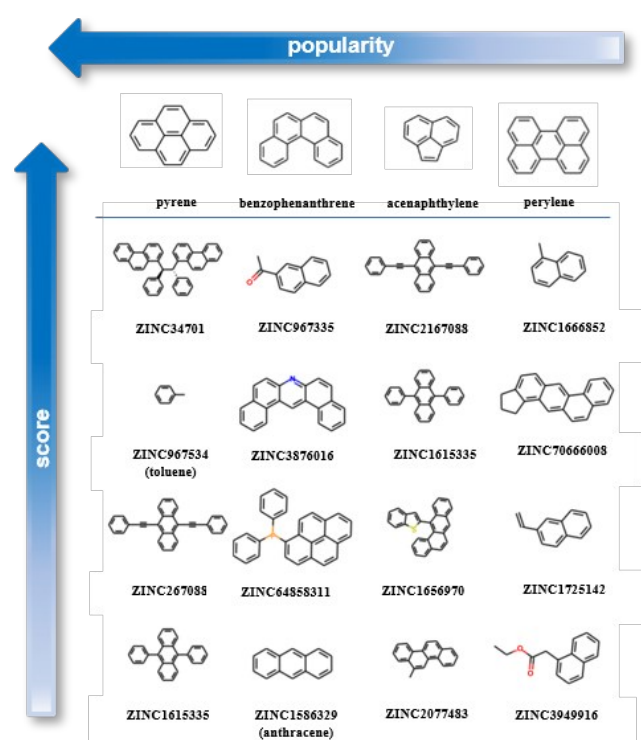 popularity
score
pyrene benzophenanthrene acenaphthylene perylene
ZINC34701 ZINC967335 ZINC2167088 ZINC1666852
N
ZINC967534 ZINC3876016 ZINC1615335 ZINC70666008
(toluene)
S
ZINC267088 ZINC64858311 ZINC1656970 ZINC1725142
O
O
ZINC1615335 ZINC1586329 ZINC2077483 ZINC3949916
(anthracene)